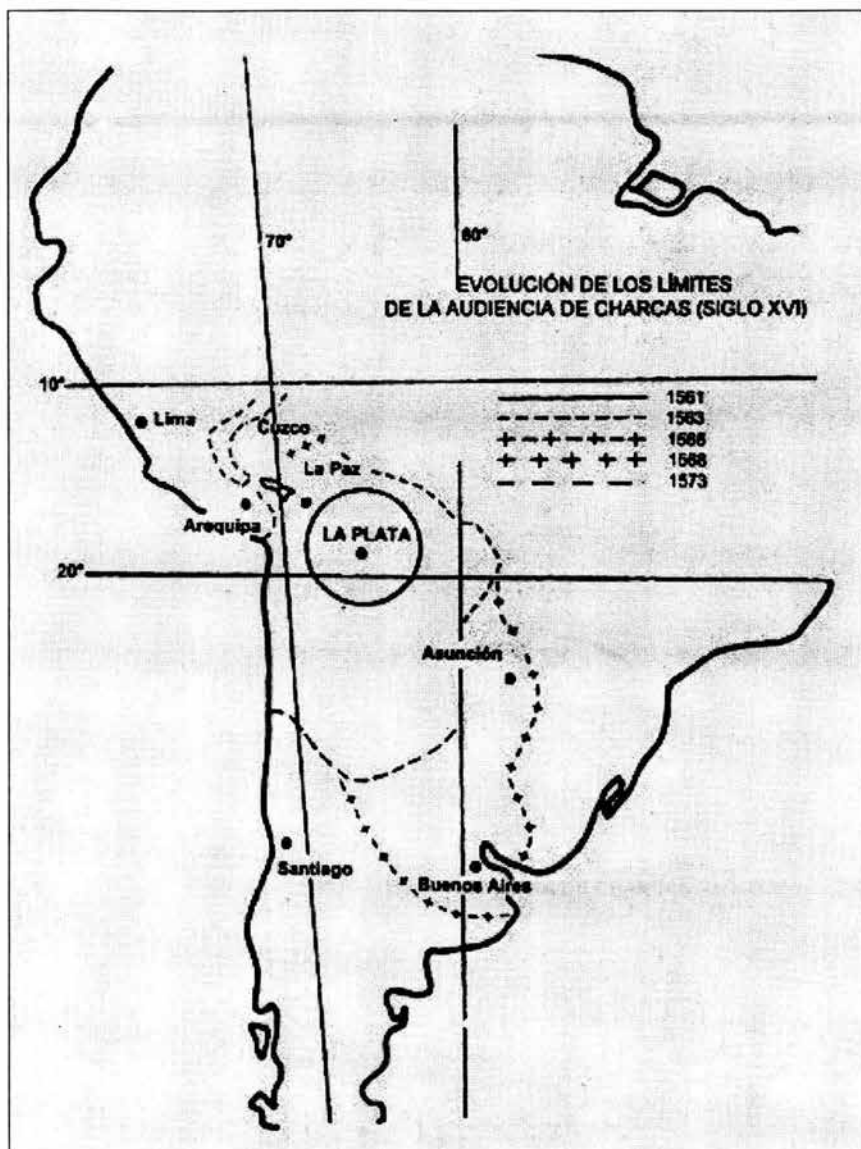 70°
60°
EVOLUCIÓN DE LOS LÍMITES
DE LA AUDIENCIA DE CHARCAS (SIGLO XVI)
10°
1561
1563
1566
1568
1573
Lima
Cuzco
La Paz
Arequipa
LA PLATA
20°
Asunción
Santiago
Buenos Aires